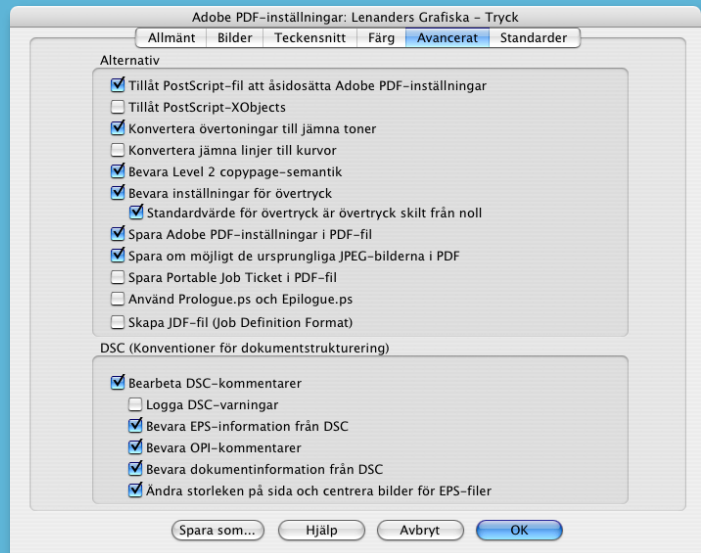 Adobe PDF-inställningar: Lenanders Grafiska – Tryck
Allmänt Bilder Teckensnitt Färg Avancerat Standarder
Alternativ
Tillåt PostScript-fil att åsidosätta Adobe PDF-inställningar
Tillåt PostScript-XObjects
Konvertera övertoningar till jämna toner
Konvertera jämna linjer till kurvor
Bevara Level 2 copypage-semantik
Bevara inställningar för övertryck
Standardvärde för övertryck är övertryck skilt från noll
Spara Adobe PDF-inställningar i PDF-fil
Spara om möjligt de ursprungliga JPEG-bilderna i PDF
Spara Portable Job Ticket i PDF-fil
Använd Prologue.ps och Epilogue.ps
Skapa JDF-fil (Job Definition Format)
DSC (Konventioner för dokumentstrukturering)
Bearbeta DSC-kommentarer
Logga DSC-varningar
Bevara EPS-information från DSC
Bevara OPI-kommentarer
Bevara dokumentinformation från DSC
Ändra storleken på sida och centrera bilder för EPS-filer
Spara som... Hjälp Avbryt OK